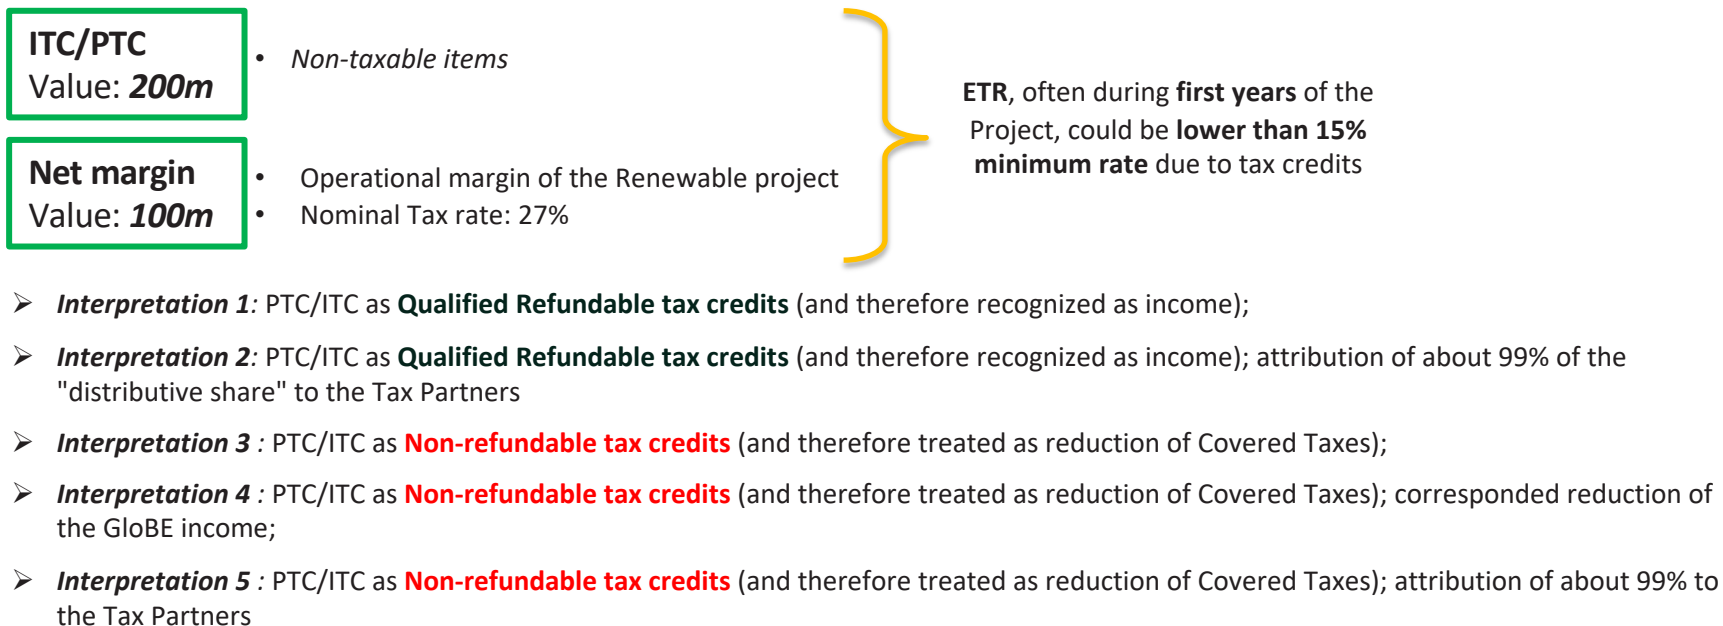 ITC/PTC
Value: 200m
• Non-taxable items
Net margin
Value: 100m
• Operational margin of the Renewable project
• Nominal Tax rate: 27%
ETR, often during first years of the
Project, could be lower than 15%
minimum rate due to tax credits
➢ Interpretation 1: PTC/ITC as Qualified Refundable tax credits (and therefore recognized as income);
➢ Interpretation 2: PTC/ITC as Qualified Refundable tax credits (and therefore recognized as income); attribution of about 99% of the
"distributive share" to the Tax Partners
➢ Interpretation 3 : PTC/ITC as Non-refundable tax credits (and therefore treated as reduction of Covered Taxes);
➢ Interpretation 4 : PTC/ITC as Non-refundable tax credits (and therefore treated as reduction of Covered Taxes); corresponded reduction of
the GloBE income;
➢ Interpretation 5 : PTC/ITC as Non-refundable tax credits (and therefore treated as reduction of Covered Taxes); attribution of about 99% to
the Tax Partners